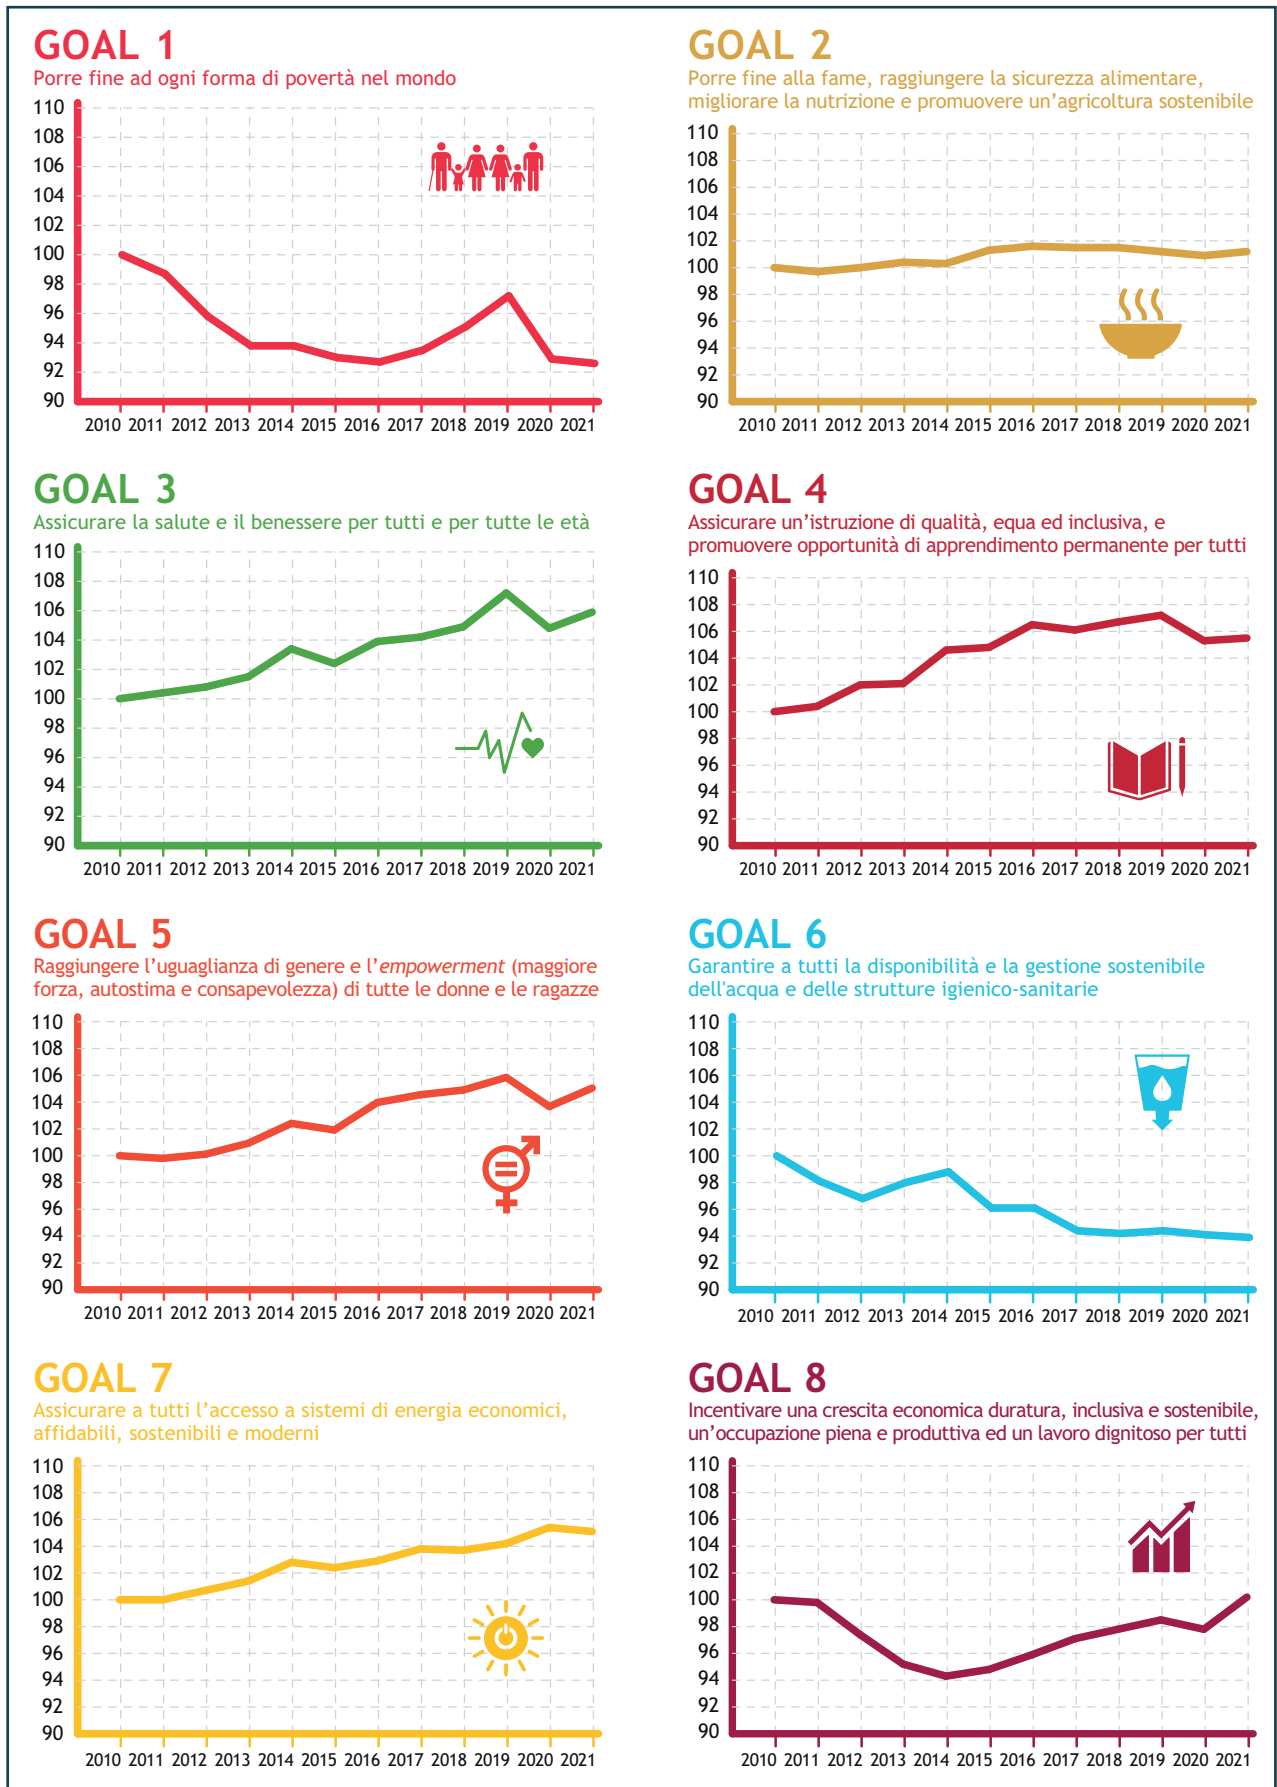 GOAL 1
Porre fine ad ogni forma di povertà nel mondo
110
108
106
104
102
100
98
96
94
92
90
2010 2011 2012 2013 2014 2015 2016 2017 2018 2019 2020 2021
GOAL 2
Porre fine alla fame, raggiungere la sicurezza alimentare,
migliorare la nutrizione e promuovere un’agricoltura sostenibile
110
108
106
104
102
100
98
96
94
92
90
2010 2011 2012 2013 2014 2015 2016 2017 2018 2019 2020 2021
GOAL 3
Assicurare la salute e il benessere per tutti e per tutte le età
110
108
106
104
102
100
98
96
94
92
90
2010 2011 2012 2013 2014 2015 2016 2017 2018 2019 2020 2021
GOAL 4
Assicurare un’istruzione di qualità, equa ed inclusiva, e
promuovere opportunità di apprendimento permanente per tutti
110
108
106
104
102
100
98
96
94
92
90
2010 2011 2012 2013 2014 2015 2016 2017 2018 2019 2020 2021
GOAL 5
Raggiungere l’uguaglianza di genere e l’empowerment (maggiore
forza, autostima e consapevolezza) di tutte le donne e le ragazze
110
108
106
104
102
100
98
96
94
92
90
2010 2011 2012 2013 2014 2015 2016 2017 2018 2019 2020 2021
GOAL 6
Garantire a tutti la disponibilità e la gestione sostenibile
dell'acqua e delle strutture igienico-sanitarie
110
108
106
104
102
100
98
96
94
92
90
2010 2011 2012 2013 2014 2015 2016 2017 2018 2019 2020 2021
GOAL 7
Assicurare a tutti l’accesso a sistemi di energia economici,
affidabili, sostenibili e moderni
110
108
106
104
102
100
98
96
94
92
90
2010 2011 2012 2013 2014 2015 2016 2017 2018 2019 2020 2021
GOAL 8
Incentivare una crescita economica duratura, inclusiva e sostenibile,
un’occupazione piena e produttiva ed un lavoro dignitoso per tutti
110
108
106
104
102
100
98
96
94
92
90
2010 2011 2012 2013 2014 2015 2016 2017 2018 2019 2020 2021